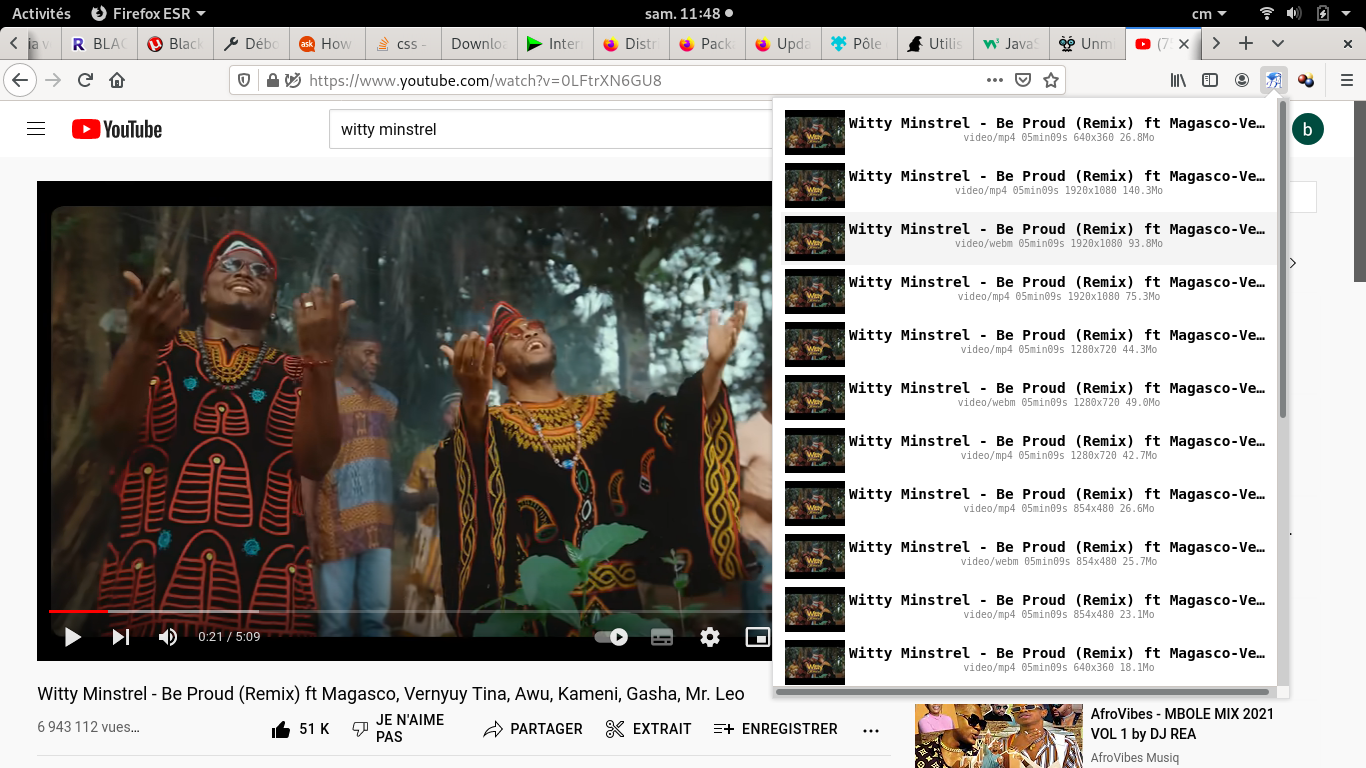 Activités
Firefox ESR
sam. 11:48
cm
BLAC
Black
Débo
ask How
css -
Downloa
Inter
Distr
Pack
Upda
Pôle
Utilis
JavaS
Unm
(7
https://www.youtube.com/watch?v=0LFtrXN6GU8
YouTube
witty minstrel
b
Witty Minstrel - Be Proud (Remix) ft Magasco-Ve…
video/mp4 05min09s 640x360 26.8Mo
Witty Minstrel - Be Proud (Remix) ft Magasco-Ve…
video/mp4 05min09s 1920x1080 140.3Mo
Witty Minstrel - Be Proud (Remix) ft Magasco-Ve…
video/webm 05min09s 1920x1080 93.8Mo
Witty Minstrel - Be Proud (Remix) ft Magasco-Ve…
video/mp4 05min09s 1920x1080 75.3Mo
Witty Minstrel - Be Proud (Remix) ft Magasco-Ve…
video/mp4 05min09s 1280x720 44.3Mo
Witty Minstrel - Be Proud (Remix) ft Magasco-Ve…
video/webm 05min09s 1280x720 49.0Mo
Witty Minstrel - Be Proud (Remix) ft Magasco-Ve…
video/mp4 05min09s 1280x720 42.7Mo
Witty Minstrel - Be Proud (Remix) ft Magasco-Ve…
video/mp4 05min09s 854x480 26.6Mo
Witty Minstrel - Be Proud (Remix) ft Magasco-Ve…
video/webm 05min09s 854x480 25.7Mo
Witty Minstrel - Be Proud (Remix) ft Magasco-Ve…
video/mp4 05min09s 854x480 23.1Mo
Witty Minstrel - Be Proud (Remix) ft Magasco-Ve…
video/mp4 05min09s 640x360 18.1Mo
0:21 / 5:09
Witty Minstrel - Be Proud (Remix) ft Magasco, Vernyuy Tina, Awu, Kameni, Gasha, Mr. Leo
6 943 112 vues…
51 K
JE N'AIME
PAS
PARTAGER
EXTRAIT
ENREGISTRER
AfroVibes - MBOLE MIX 2021
VOL 1 by DJ REA
AfroVibes Musiq